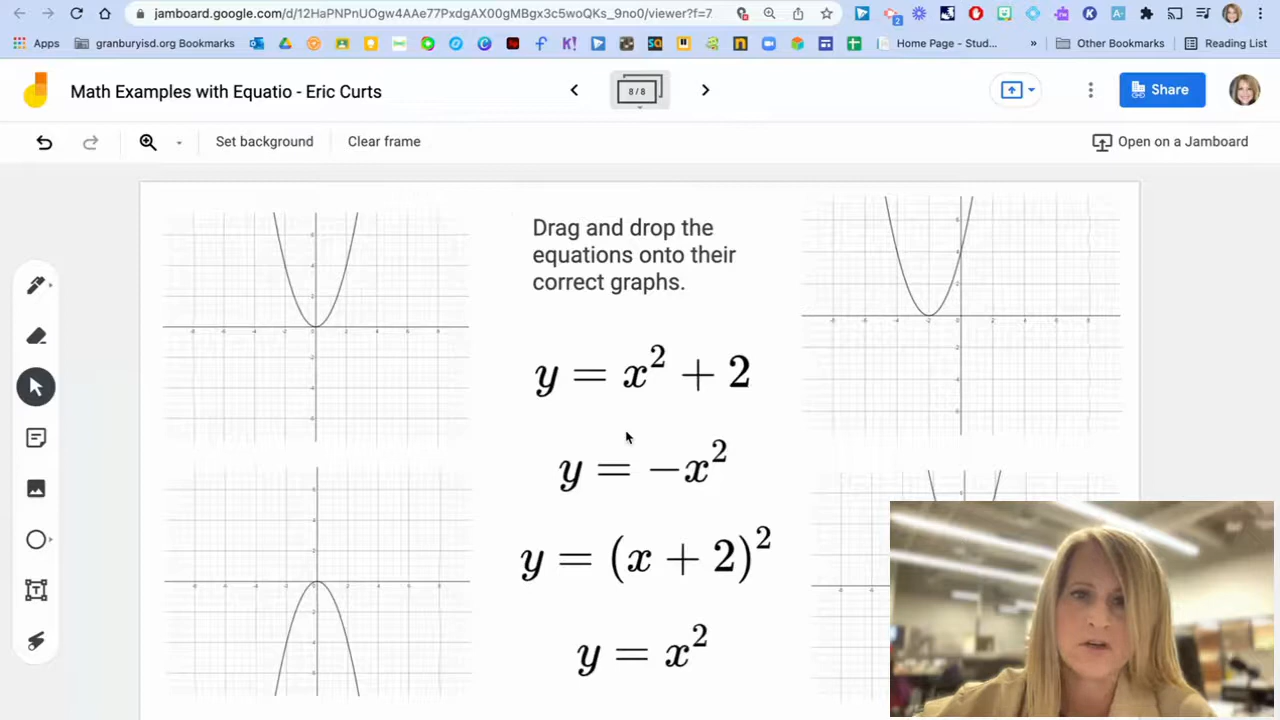 jamboard.google.com/d/12HaPNPnUOgw4AAe77PxdgAX00gMBgx3c5woQKs_9no0/viewer?f=7
Apps
granburyisd.org Bookmarks
Home Page - Stud...
»
Other Bookmarks
Reading List
Math Examples with Equatio - Eric Curts
8 / 8
Share
Set background
Clear frame
Open on a Jamboard
Drag and drop the
equations onto their
correct graphs.
y = x² + 2
y = −x²
y = (x + 2)²
y = x²